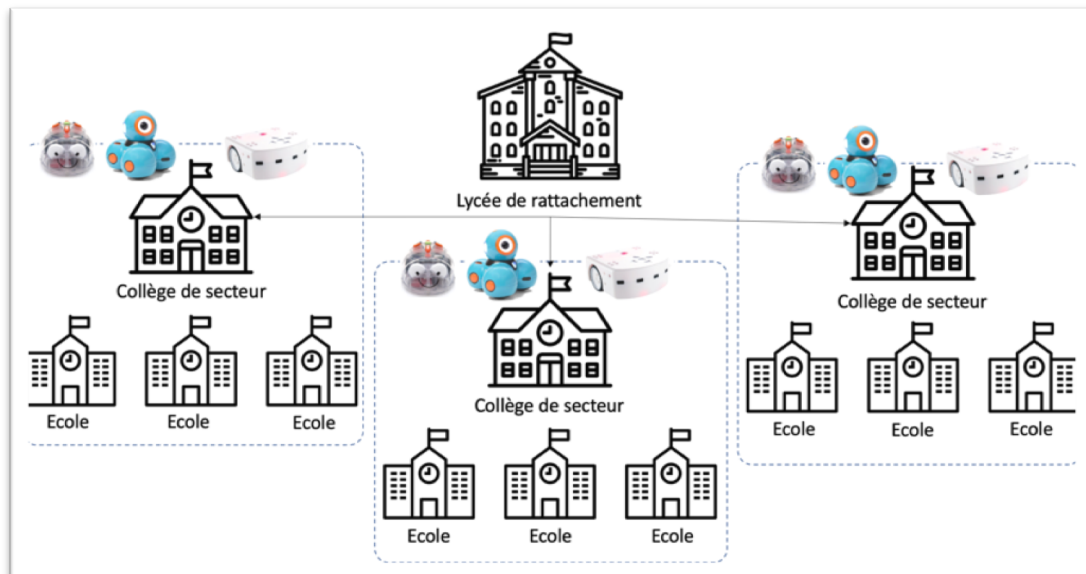 Lycée de rattachement
Collège de secteur
Collège de secteur
Collège de secteur
Ecole
Ecole
Ecole
Ecole
Ecole
Ecole
Ecole
Ecole
Ecole